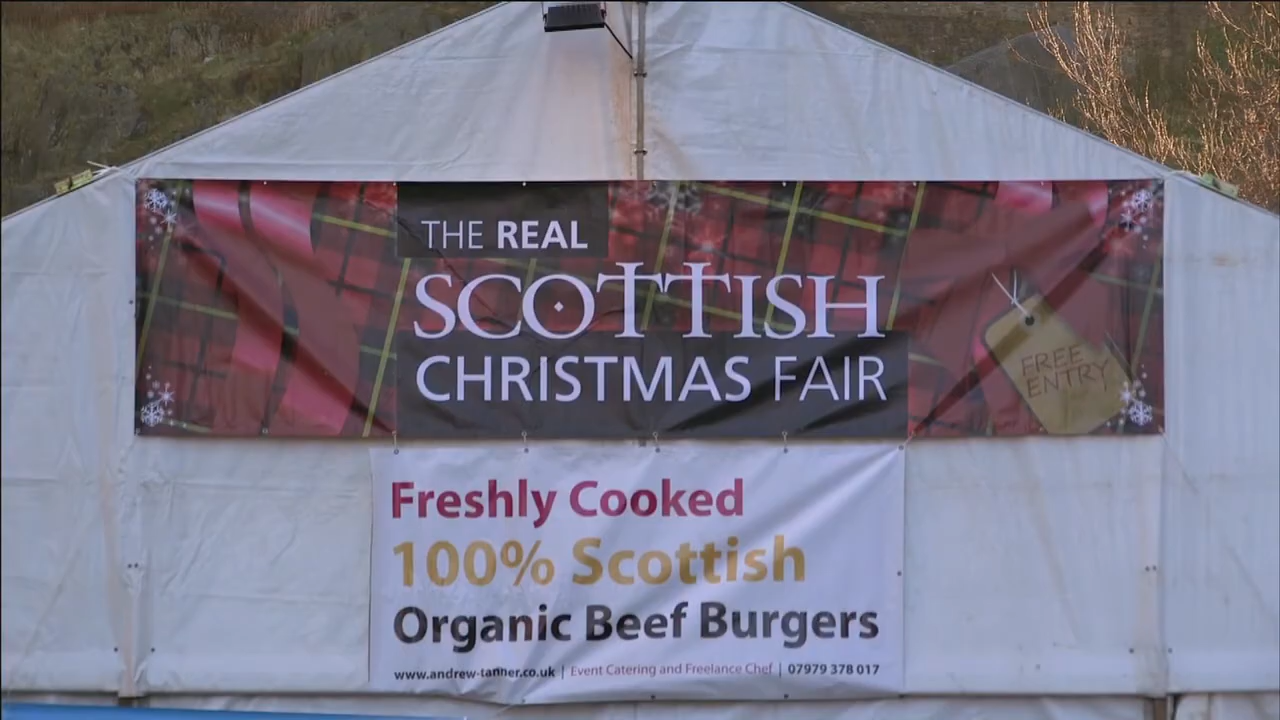 THE REAL
SCOTTISH
CHRISTMAS FAIR
FREE
ENTRY
Freshly Cooked
100% Scottish
Organic Beef Burgers
www.andrew-tanner.co.uk | Event Catering and Freelance Chef | 07979 378 017